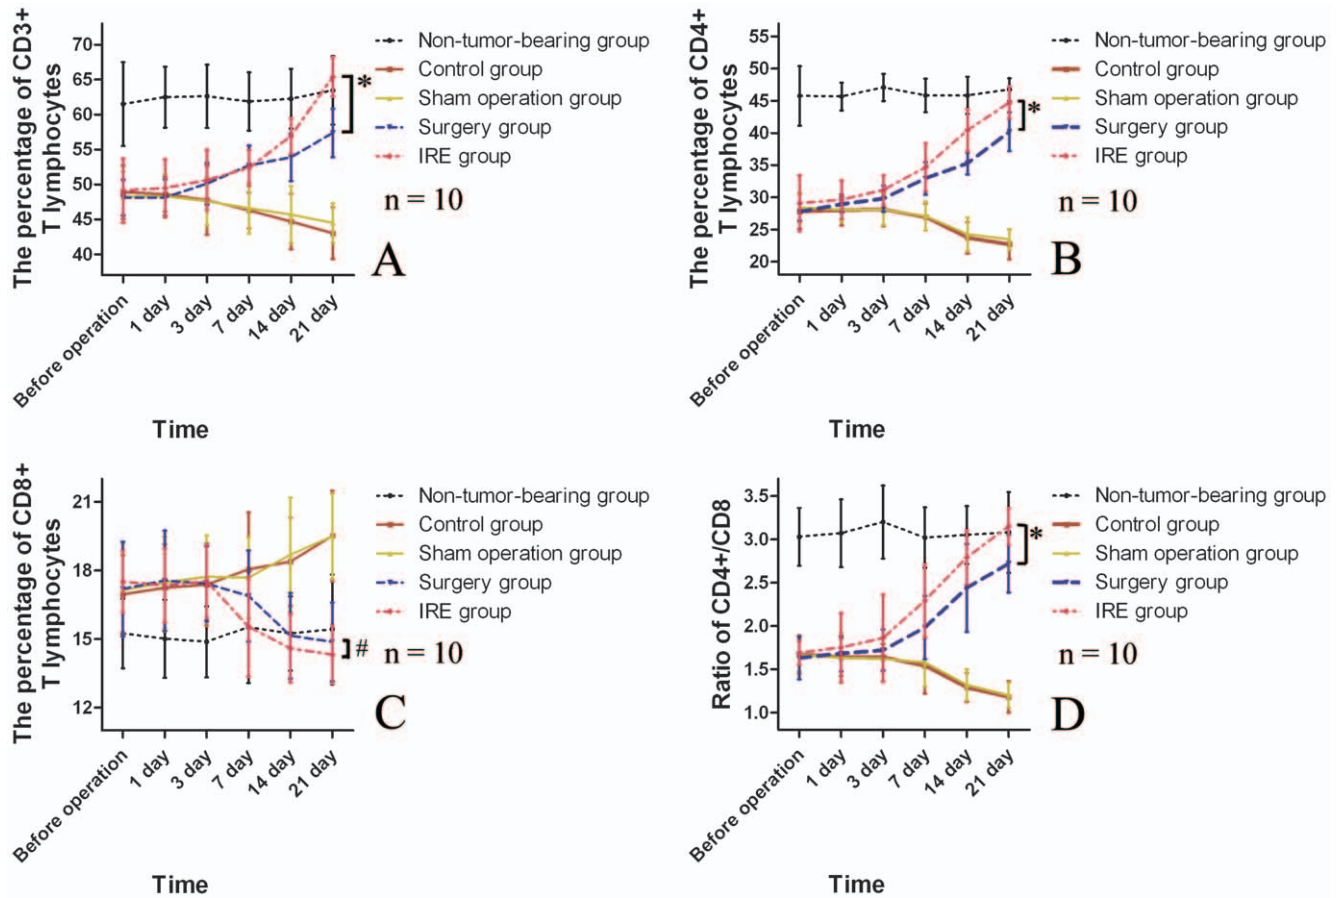 The percentage of CD3+
T lymphocytes
70
65
60
55
50
45
40
Before operation
1 day
3 day
7 day
14 day
21 day
Time
Non-tumor-bearing group
Control group
Sham operation group
Surgery group
IRE group
*
n = 10
A
The percentage of CD4+
T lymphocytes
55
50
45
40
35
30
25
20
Before operation
1 day
3 day
7 day
14 day
21 day
Time
Non-tumor-bearing group
Control group
Sham operation group
Surgery group
IRE group
*
n = 10
B
The percentage of CD8+
T lymphocytes
21
18
15
12
Before operation
1 day
3 day
7 day
14 day
21 day
Time
Non-tumor-bearing group
Control group
Sham operation group
Surgery group
IRE group
#
n = 10
C
Ratio of CD4+/CD8
3.5
3.0
2.5
2.0
1.5
1.0
Before operation
1 day
3 day
7 day
14 day
21 day
Time
Non-tumor-bearing group
Control group
Sham operation group
Surgery group
IRE group
*
n = 10
D